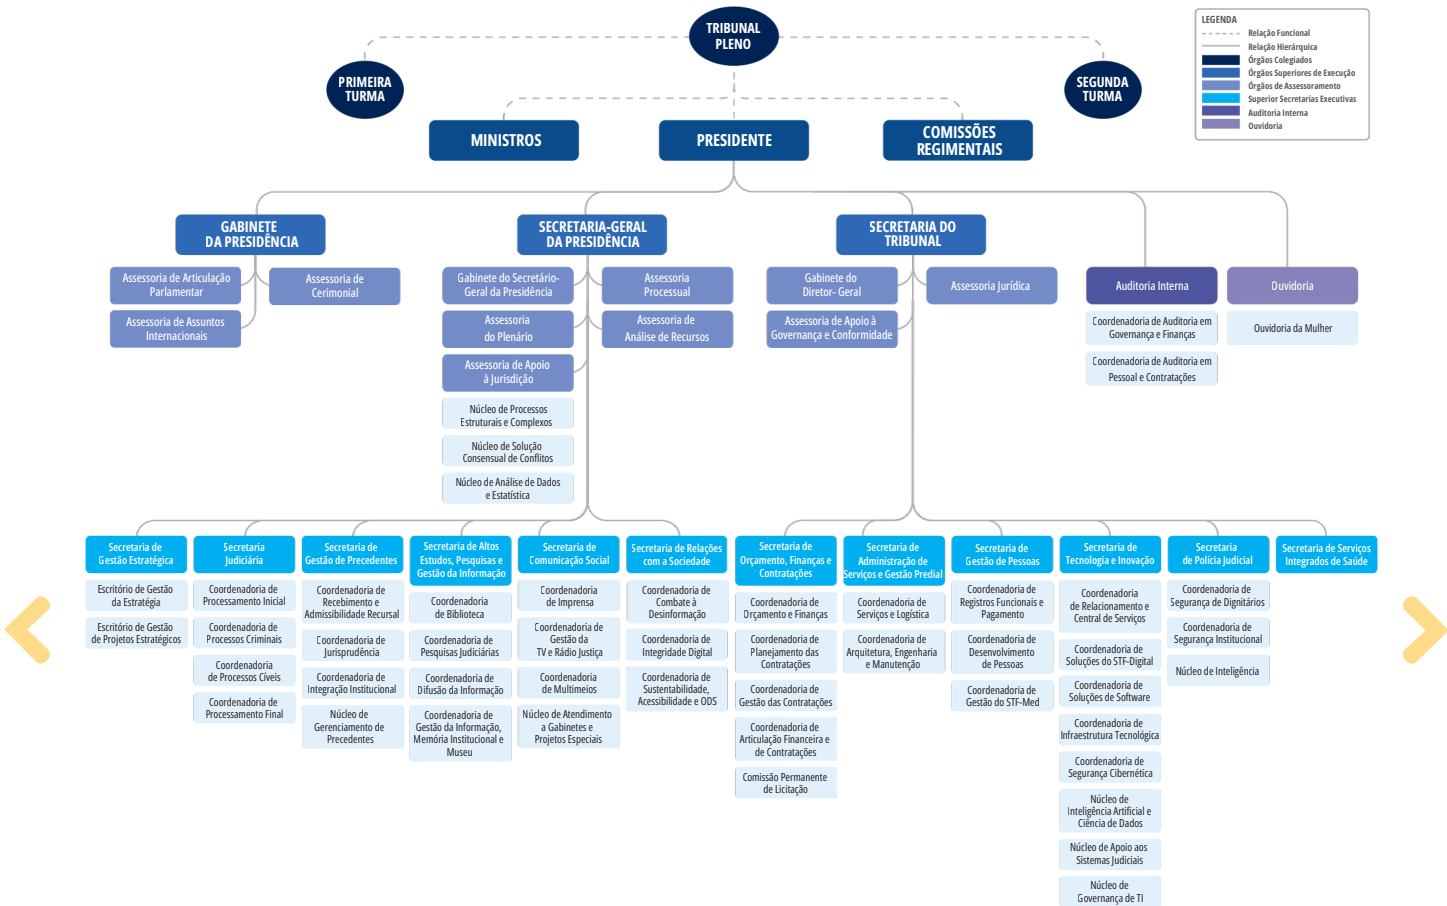 TRIBUNAL
PLENO
PRIMEIRA
TURMA
SEGUNDA
TURMA
LEGENDA
Relação Funcional
Relação Hierárquica
Órgãos Colegiados
Órgãos Superiores de Execução
Órgãos de Assessoramento
Superior Secretarias Executivas
Auditoria Interna
Ouvidoria
MINISTROS
PRESIDENTE
COMISSÕES
REGIMENTAIS
GABINETE
DA PRESIDÊNCIA
Assessoria de Articulação
Parlamentar
Assessoria de
Cerimonial
Assessoria de Assuntos
Internacionais
SECRETARIA-GERAL
DA PRESIDÊNCIA
Gabinete do Secretário-
Geral da Presidência
Assessoria
Processual
Assessoria
do Plenário
Assessoria de
Análise de Recursos
Assessoria de Apoio
à Jurisdição
Núcleo de Processos
Estruturais e Complexos
Núcleo de Solução
Consensual de Conflitos
Núcleo de Análise de Dados
e Estatística
SECRETARIA DO
TRIBUNAL
Gabinete do
Diretor- Geral
Assessoria Jurídica
Assessoria de Apoio à
Governança e Conformidade
Auditoria Interna
Coordenadoria de Auditoria em
Governança e Finanças
Coordenadoria de Auditoria em
Pessoal e Contratações
Ouvidoria
Ouvidoria da Mulher
Secretaria de
Gestão Estratégica
Escritório de Gestão
da Estratégia
Escritório de Gestão
de Projetos Estratégicos
Secretaria
Judiciária
Coordenadoria de
Processamento Inicial
Coordenadoria de
Processos Criminais
Coordenadoria
de Processos Cíveis
Coordenadoria de
Processamento Final
Secretaria de
Gestão de Precedentes
Coordenadoria de
Recebimento e
Admissibilidade Recursal
Coordenadoria de
Jurisprudência
Coordenadoria de
Integração Institucional
Núcleo de
Gerenciamento de
Precedentes
Secretaria de Altos
Estudos, Pesquisas e
Gestão da Informação
Coordenadoria
de Biblioteca
Coordenadoria de
Pesquisas Judiciárias
Coordenadoria de
Difusão da Informação
Coordenadoria de
Gestão da Informação,
Memória Institucional e
Museu
Secretaria de
Comunicação Social
Coordenadoria
de Imprensa
Coordenadoria de
Gestão da
TV e Rádio Justiça
Coordenadoria
de Multimeios
Núcleo de Atendimento
a Gabinetes e
Projetos Especiais
Secretaria de Relações
com a Sociedade
Coordenadoria de
Combate à
Desinformação
Coordenadoria de
Integridade Digital
Coordenadoria de
Sustentabilidade,
Acessibilidade e ODS
Secretaria de
Orçamento, Finanças e
Contratações
Coordenadoria de
Orçamento e Finanças
Coordenadoria de
Planejamento das
Contratações
Coordenadoria de
Gestão das Contratações
Coordenadoria de
Articulação Financeira e
de Contratações
Comissão Permanente
de Licitação
Secretaria de
Administração de
Serviços e Gestão Predial
Coordenadoria de
Serviços e Logística
Coordenadoria de
Arquitetura, Engenharia
e Manutenção
Secretaria de
Gestão de Pessoas
Coordenadoria de
Registros Funcionais e
Pagamento
Coordenadoria de
Desenvolvimento
de Pessoas
Coordenadoria de
Gestão do STF-Med
Secretaria de
Tecnologia e Inovação
Coordenadoria
de Relacionamento e
Central de Serviços
Coordenadoria de
Soluções do STF-Digital
Coordenadoria de
Soluções de Software
Coordenadoria de
Infraestrutura Tecnológica
Coordenadoria de
Segurança Cibernética
Núcleo de
Inteligência Artificial e
Ciência de Dados
Núcleo de Apoio aos
Sistemas Judiciais
Núcleo de
Governança de TI
Secretaria
de Polícia Judicial
Coordenadoria de
Segurança de Dignitários
Coordenadoria de
Segurança Institucional
Núcleo de Inteligência
Secretaria de Serviços
Integrados de Saúde